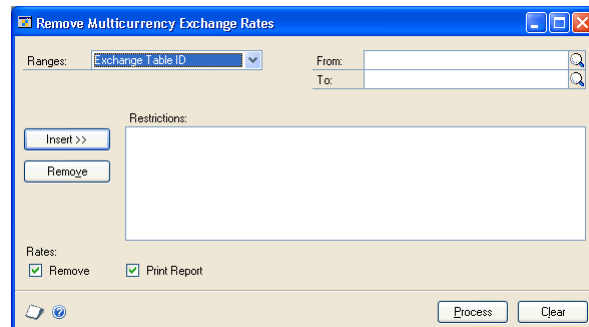 Remove Multicurrency Exchange Rates
Ranges: Exchange Table ID From:
To:
Restrictions:
Insert >>
Remove
Rates:
Remove Print Report
Process Clear